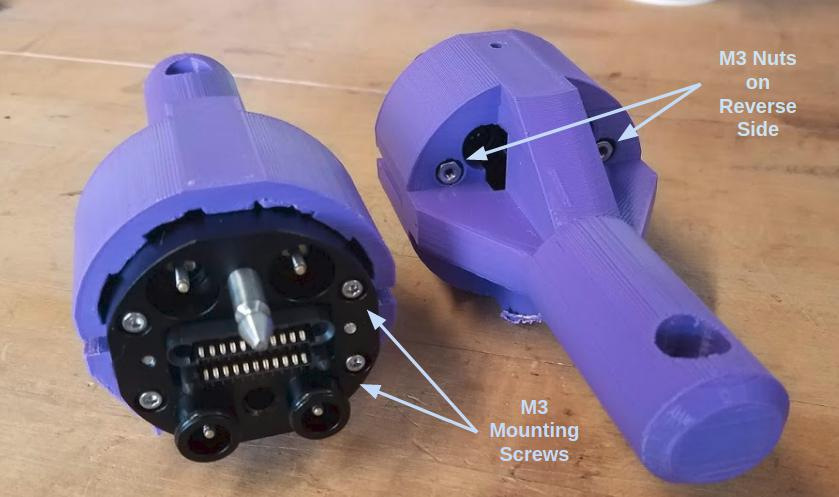 M3 Nuts
on
Reverse
Side
M3
Mounting
Screws